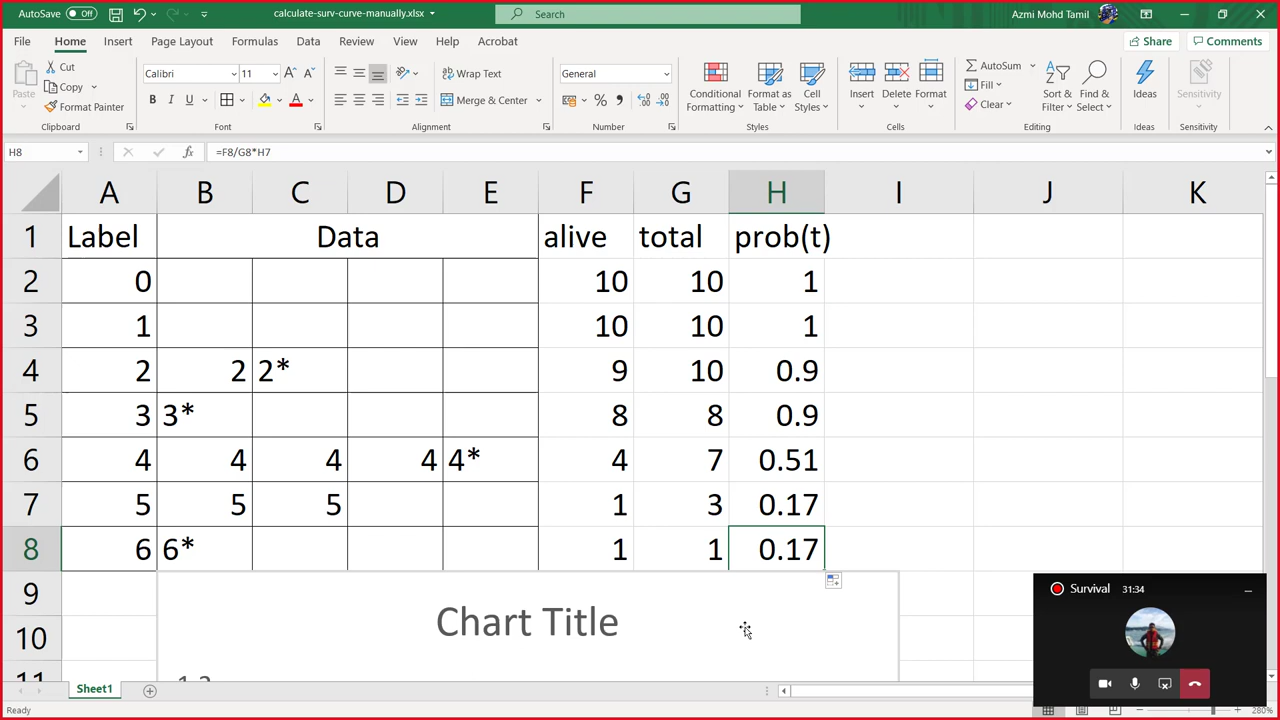 AutoSave Off calculate-surv-curve-manually.xlsx Search Azmi Mohd Tamil
File Home Insert Page Layout Formulas Data Review View Help Acrobat Share Comments
Paste Cut Copy Format Painter
Calibri 11 B I U
Wrap Text Merge & Center
General
Conditional Formatting Format as Table Cell Styles
Insert Delete Format
AutoSum Fill Clear Sort & Filter Find & Select
Ideas Sensitivity
Clipboard Font Alignment Number Styles Cells Editing Ideas Sensitivity
H8 fx =F8/G8*H7
A B C D E F G H I J K
1 Label Data alive total prob(t)
2 0 10 10 1
3 1 10 10 1
4 2 2 2* 9 10 0.9
5 3 3* 8 8 0.9
6 4 4 4 4 4* 4 7 0.51
7 5 5 5 1 3 0.17
8 6 6* 1 1 0.17
9
10 Chart Title
11 1.2
Survival 31:34
Sheet1
Ready 280%